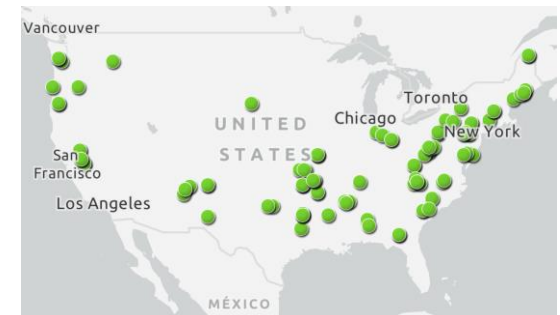 Vancouver
Toronto
Chicago
UNITED
New York
STATES
San
Francisco
Los Angeles
MÉXICO